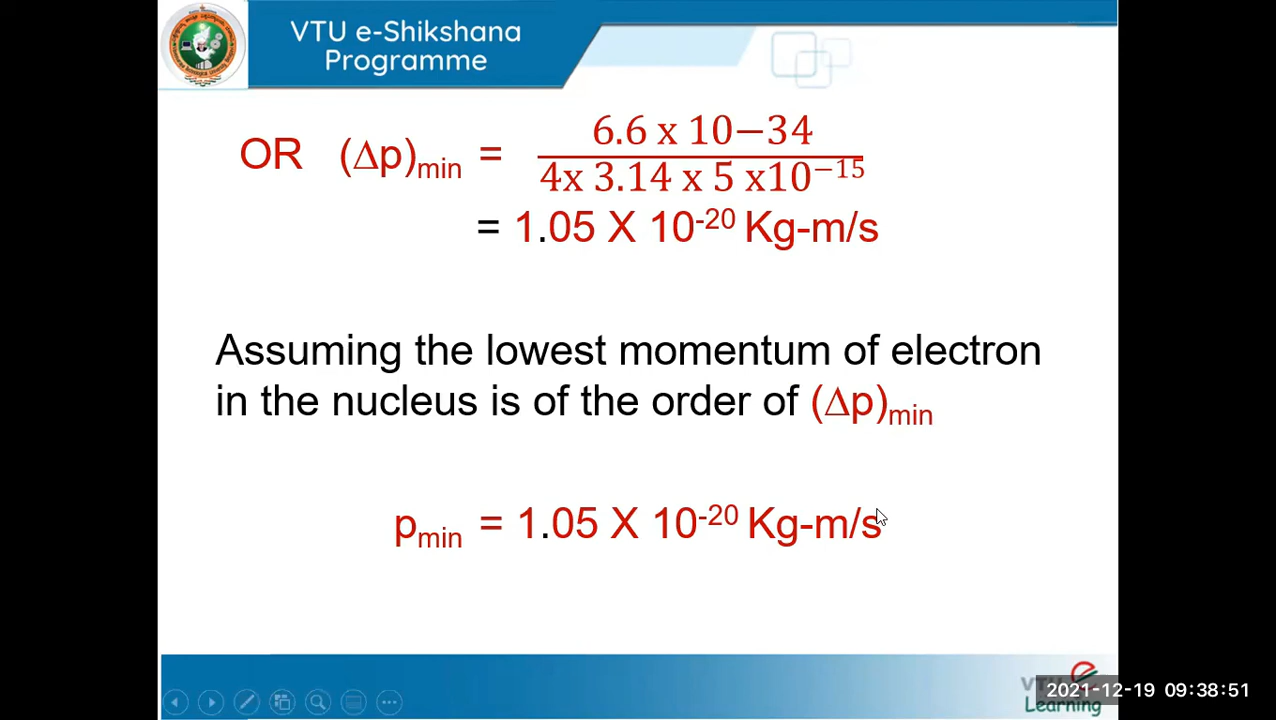 VTU e-Shikshana
Programme
OR (Δp)min = 6.6 x 10−34
4x 3.14 x 5 x10⁻¹⁵
= 1.05 X 10⁻²⁰ Kg-m/s
Assuming the lowest momentum of electron
in the nucleus is of the order of (Δp)min
pmin = 1.05 X 10⁻²⁰ Kg-m/s
VTU e
Learning
2021-12-19 09:38:51